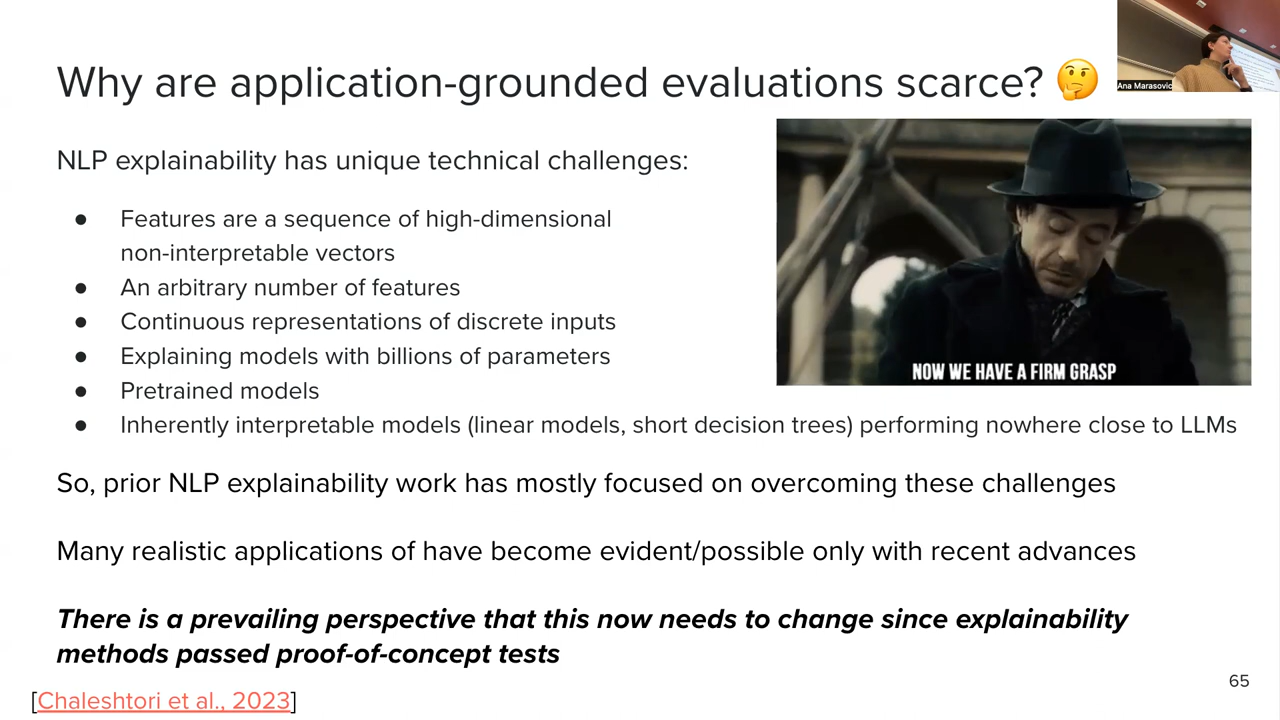 Why are application-grounded evaluations scarce? 🤔
Ana Marasovic
NLP explainability has unique technical challenges:
● Features are a sequence of high-dimensional
non-interpretable vectors
● An arbitrary number of features
● Continuous representations of discrete inputs
● Explaining models with billions of parameters
● Pretrained models
● Inherently interpretable models (linear models, short decision trees) performing nowhere close to LLMs
NOW WE HAVE A FIRM GRASP
So, prior NLP explainability work has mostly focused on overcoming these challenges
Many realistic applications of have become evident/possible only with recent advances
There is a prevailing perspective that this now needs to change since explainability
methods passed proof-of-concept tests
[Chaleshtori et al., 2023]
65